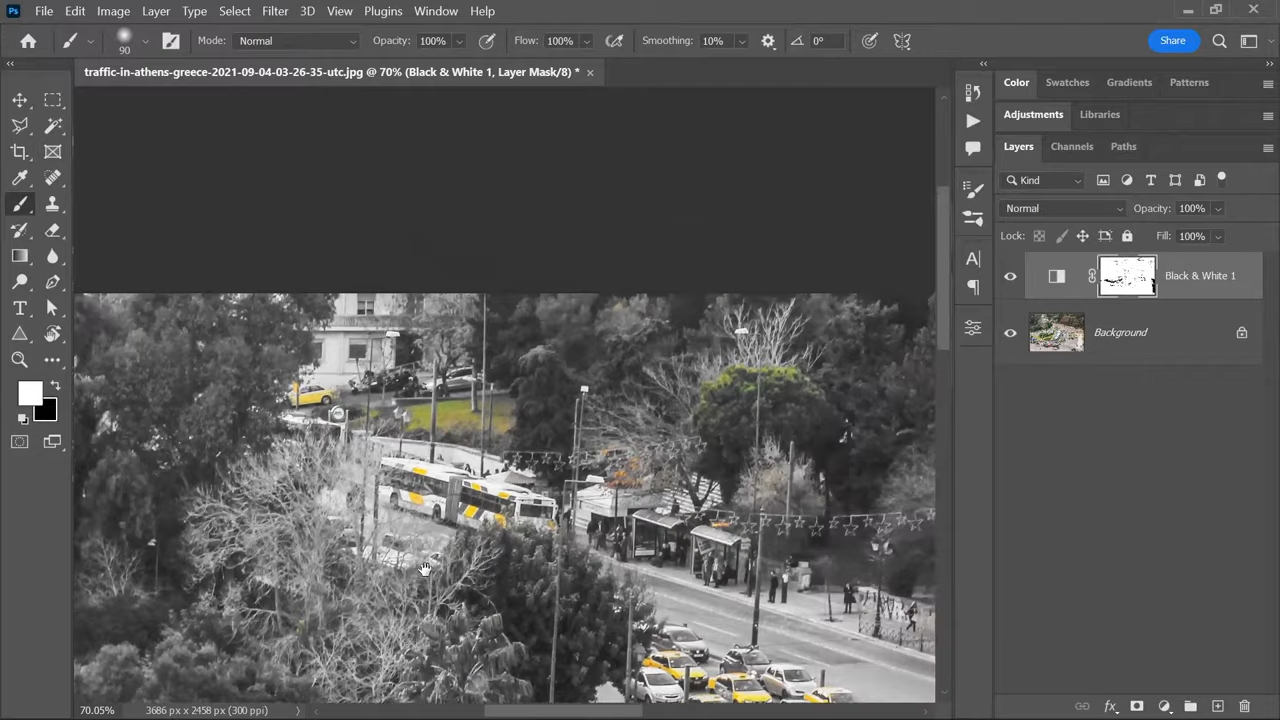 Ps File Edit Image Layer Type Select Filter 3D View Plugins Window Help
90 Mode: Normal Opacity: 100% Flow: 100% Smoothing: 10% 0° Share
traffic-in-athens-greece-2021-09-04-03-26-35-utc.jpg @ 70% (Black & White 1, Layer Mask/8) *
Color Swatches Gradients Patterns
Adjustments Libraries
Layers Channels Paths
Kind
Normal Opacity: 100%
Lock: Fill: 100%
Black & White 1
Background
70.05% 3686 px x 2458 px (300 ppi)